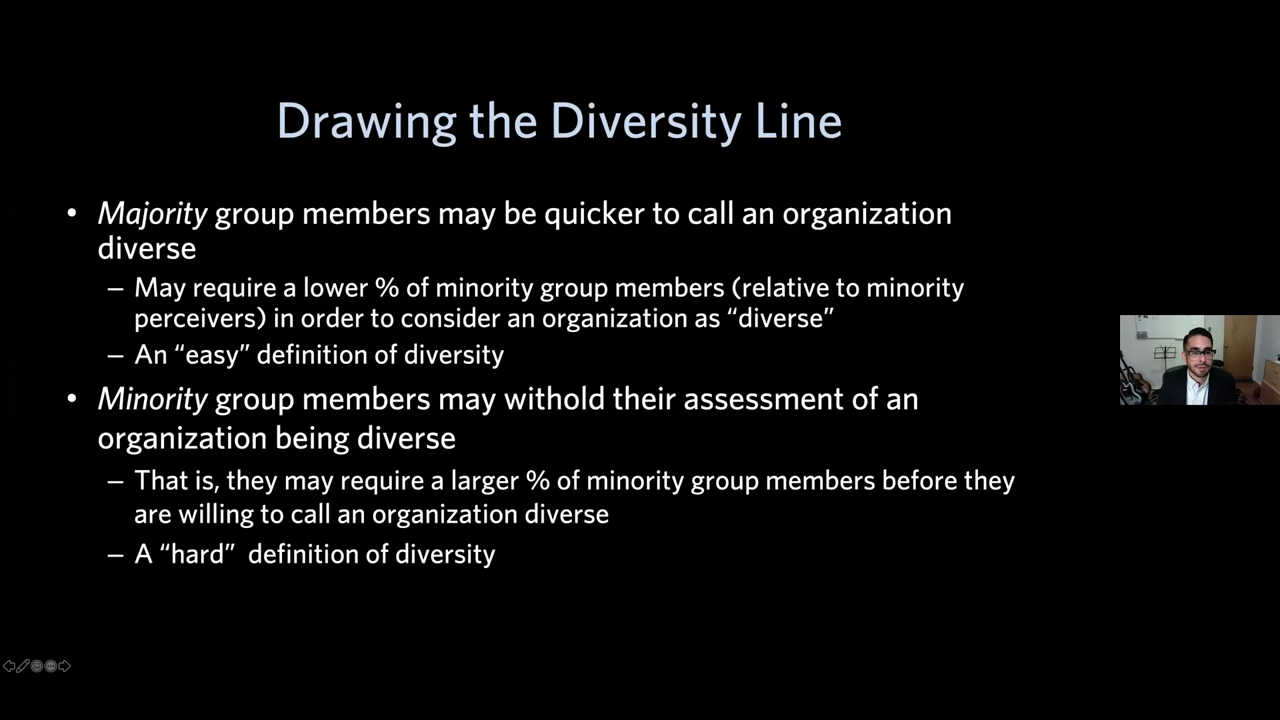 Drawing the Diversity Line
• Majority group members may be quicker to call an organization
diverse
– May require a lower % of minority group members (relative to minority
perceivers) in order to consider an organization as “diverse”
– An “easy” definition of diversity
• Minority group members may withold their assessment of an
organization being diverse
– That is, they may require a larger % of minority group members before they
are willing to call an organization diverse
– A “hard”  definition of diversity